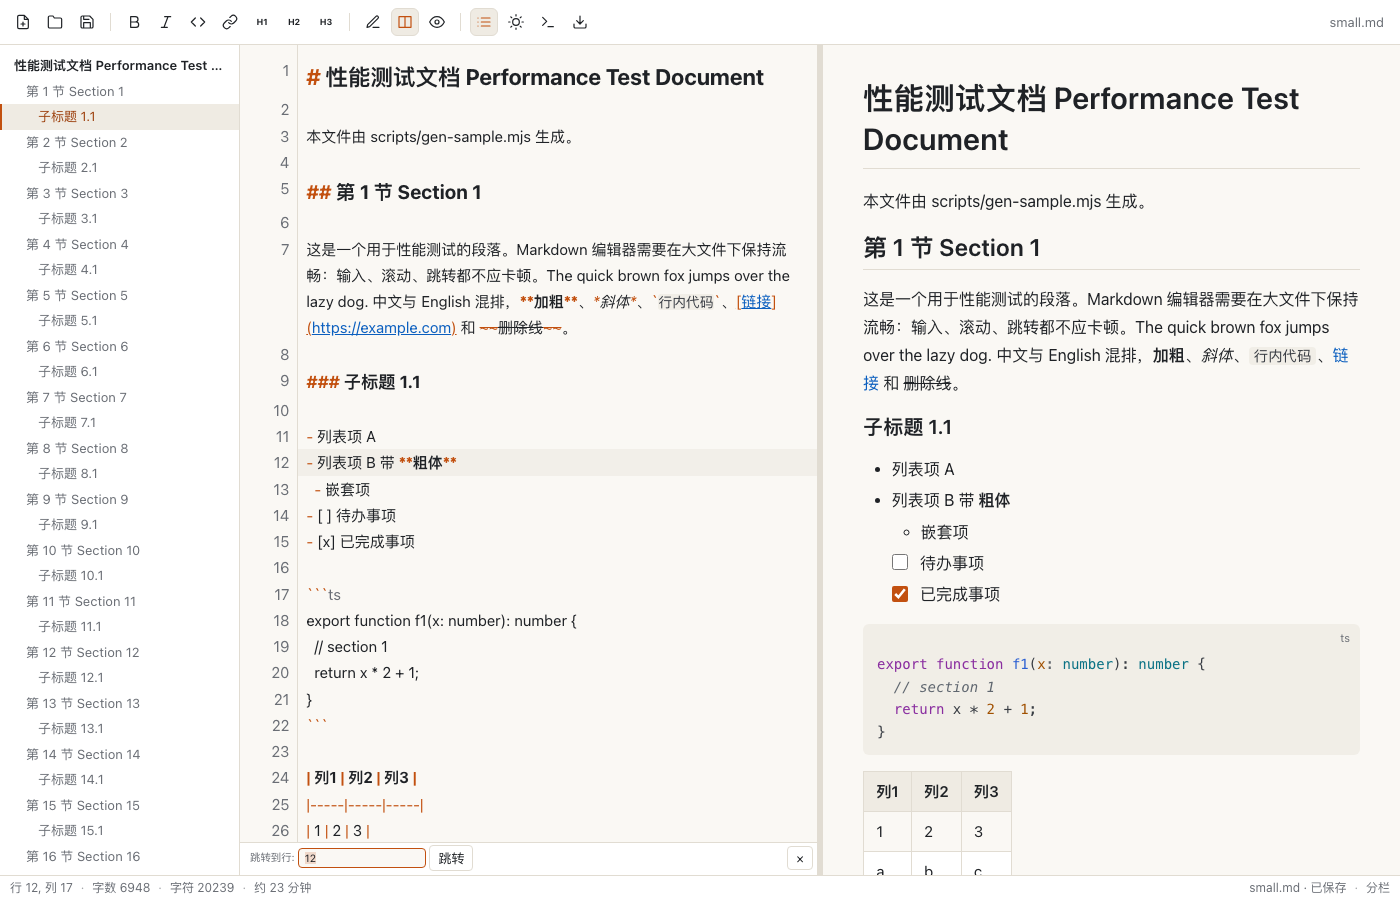 B I <> H1 H2 H3
small.md
性能测试文档 Performance Test ...
第 1 节 Section 1
子标题 1.1
第 2 节 Section 2
子标题 2.1
第 3 节 Section 3
子标题 3.1
第 4 节 Section 4
子标题 4.1
第 5 节 Section 5
子标题 5.1
第 6 节 Section 6
子标题 6.1
第 7 节 Section 7
子标题 7.1
第 8 节 Section 8
子标题 8.1
第 9 节 Section 9
子标题 9.1
第 10 节 Section 10
子标题 10.1
第 11 节 Section 11
子标题 11.1
第 12 节 Section 12
子标题 12.1
第 13 节 Section 13
子标题 13.1
第 14 节 Section 14
子标题 14.1
第 15 节 Section 15
子标题 15.1
第 16 节 Section 16
1 # 性能测试文档 Performance Test Document
2
3 本文件由 scripts/gen-sample.mjs 生成。
4
5 ## 第 1 节 Section 1
6
7 这是一个用于性能测试的段落。Markdown 编辑器需要在大文件下保持流
畅：输入、滚动、跳转都不应卡顿。The quick brown fox jumps over the
lazy dog. 中文与 English 混排，**加粗**、*斜体*、`行内代码`、[链接]
(https://example.com) 和 ~~删除线~~。
8
9 ### 子标题 1.1
10
11 - 列表项 A
12 - 列表项 B 带 **粗体**
13 - 嵌套项
14 - [ ] 待办事项
15 - [x] 已完成事项
16
17 ```ts
18 export function f1(x: number): number {
19 // section 1
20 return x * 2 + 1;
21 }
22 ```
23
24 | 列1 | 列2 | 列3 |
25 |-----|-----|-----|
26 | 1 | 2 | 3 |
跳转到行: 12 跳转 ×
性能测试文档 Performance Test
Document
本文件由 scripts/gen-sample.mjs 生成。
第 1 节 Section 1
这是一个用于性能测试的段落。Markdown 编辑器需要在大文件下保持
流畅：输入、滚动、跳转都不应卡顿。The quick brown fox jumps
over the lazy dog. 中文与 English 混排，加粗、斜体、行内代码、链
接 和 删除线。
子标题 1.1
列表项 A
列表项 B 带 粗体
嵌套项
待办事项
已完成事项
ts
export function f1(x: number): number {
// section 1
return x * 2 + 1;
}
列1 列2 列3
1 2 3
a b c
行 12, 列 17 · 字数 6948 · 字符 20239 · 约 23 分钟
small.md · 已保存 · 分栏